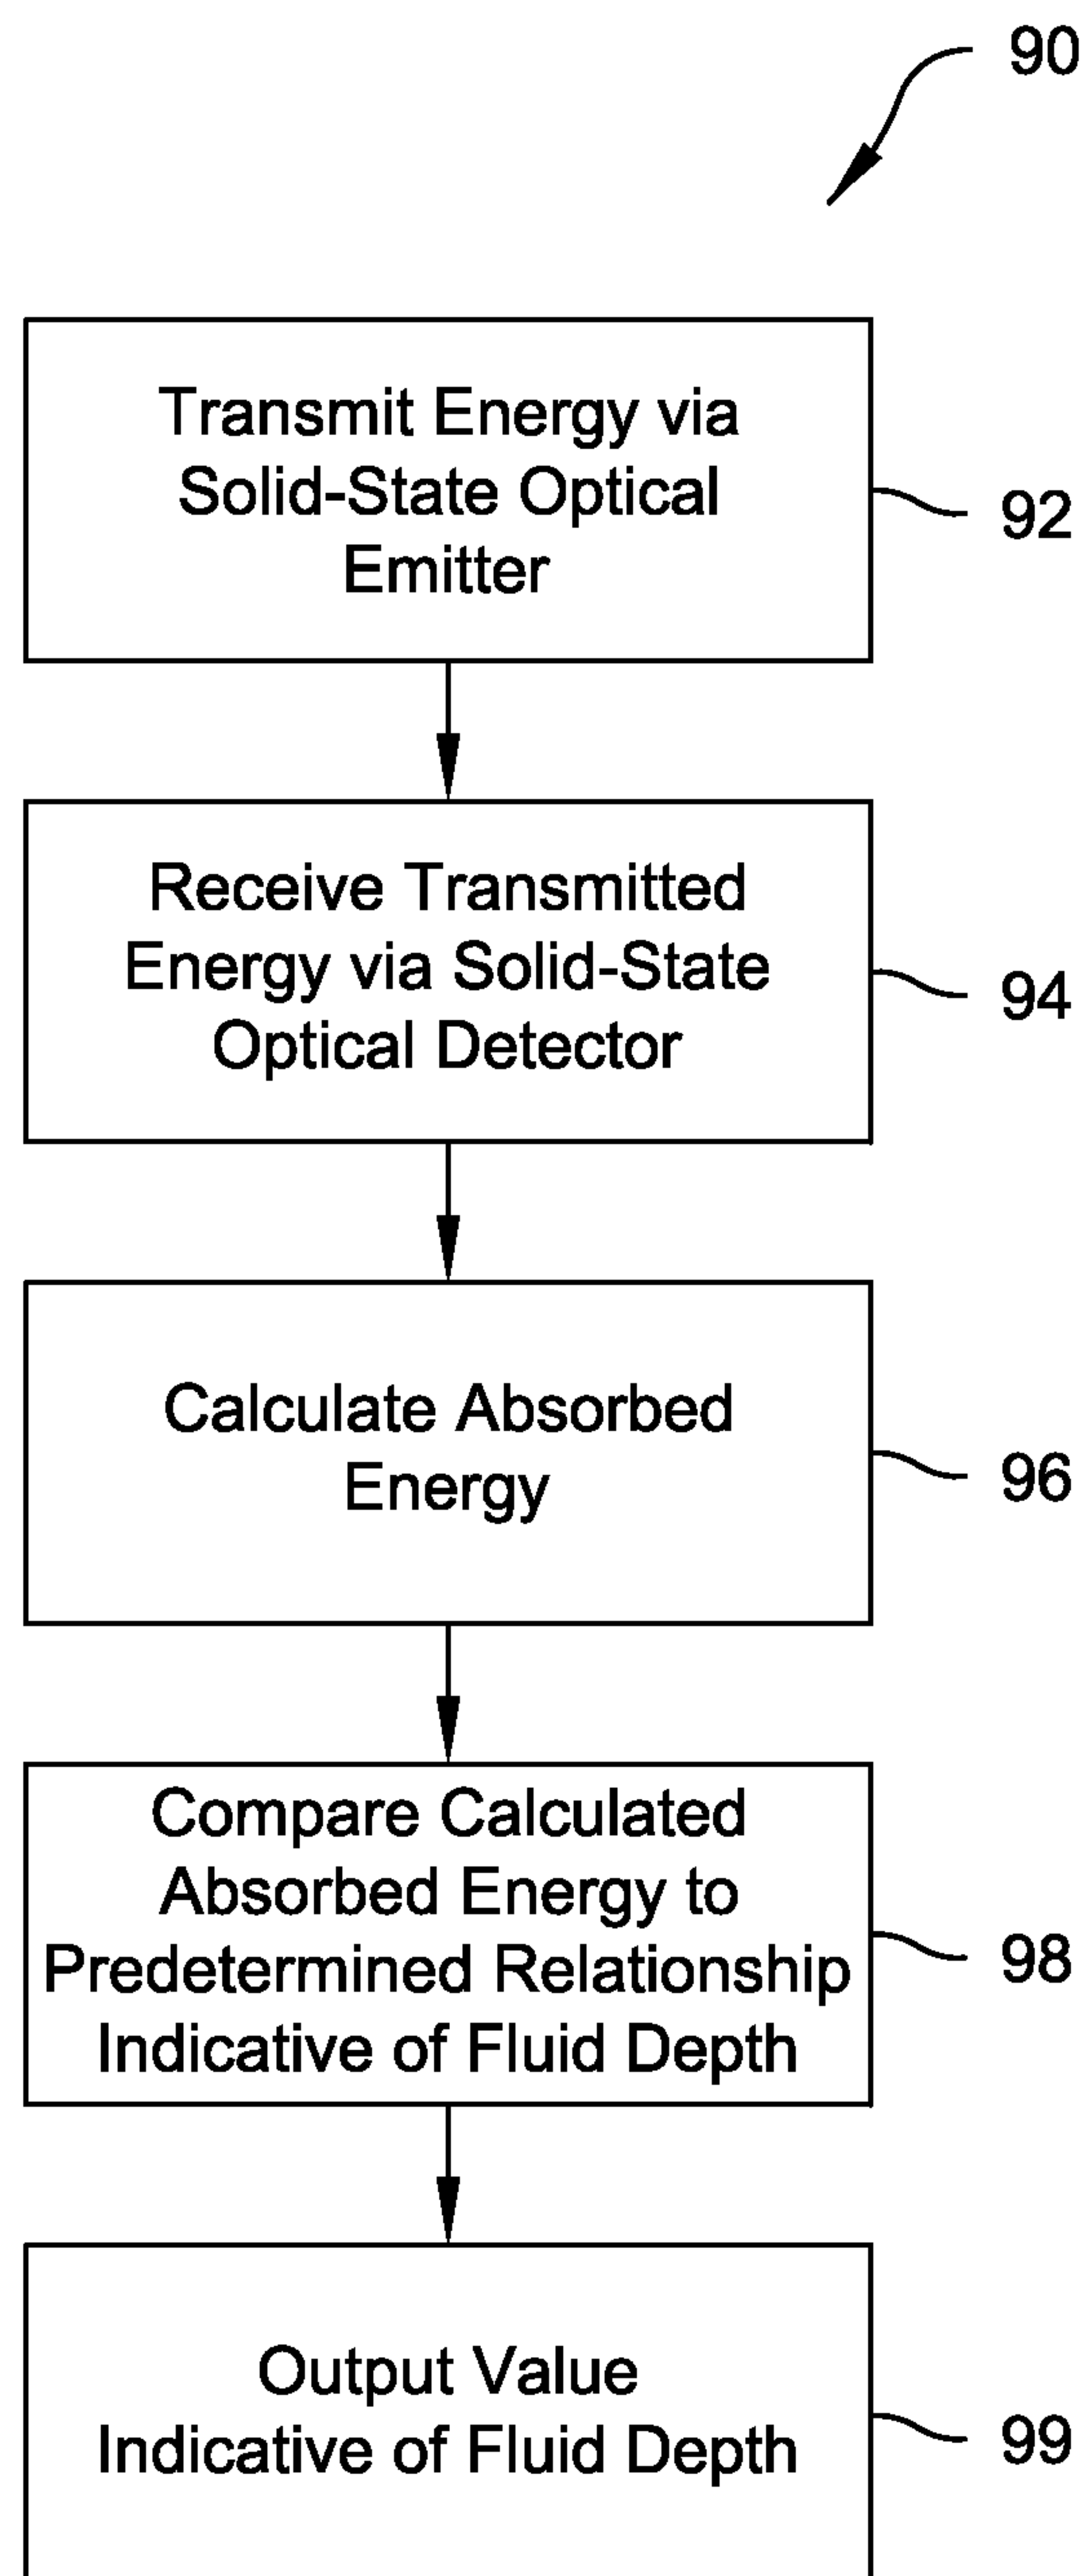 90
Transmit Energy via
Solid-State Optical
Emitter
92
Receive Transmitted
Energy via Solid-State
Optical Detector
94
Calculate Absorbed
Energy
96
Compare Calculated
Absorbed Energy to
Predetermined Relationship
Indicative of Fluid Depth
98
Output Value
Indicative of Fluid Depth
99